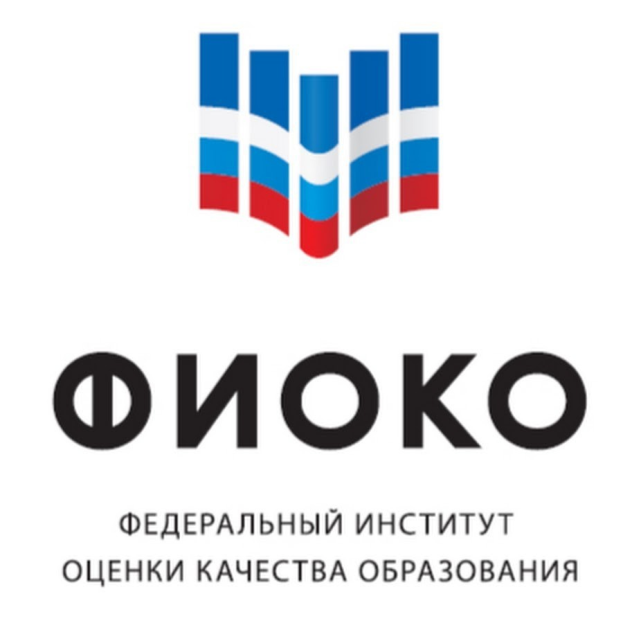 ФИОКО
ФЕДЕРАЛЬНЫЙ ИНСТИТУТ
ОЦЕНКИ КАЧЕСТВА ОБРАЗОВАНИЯ